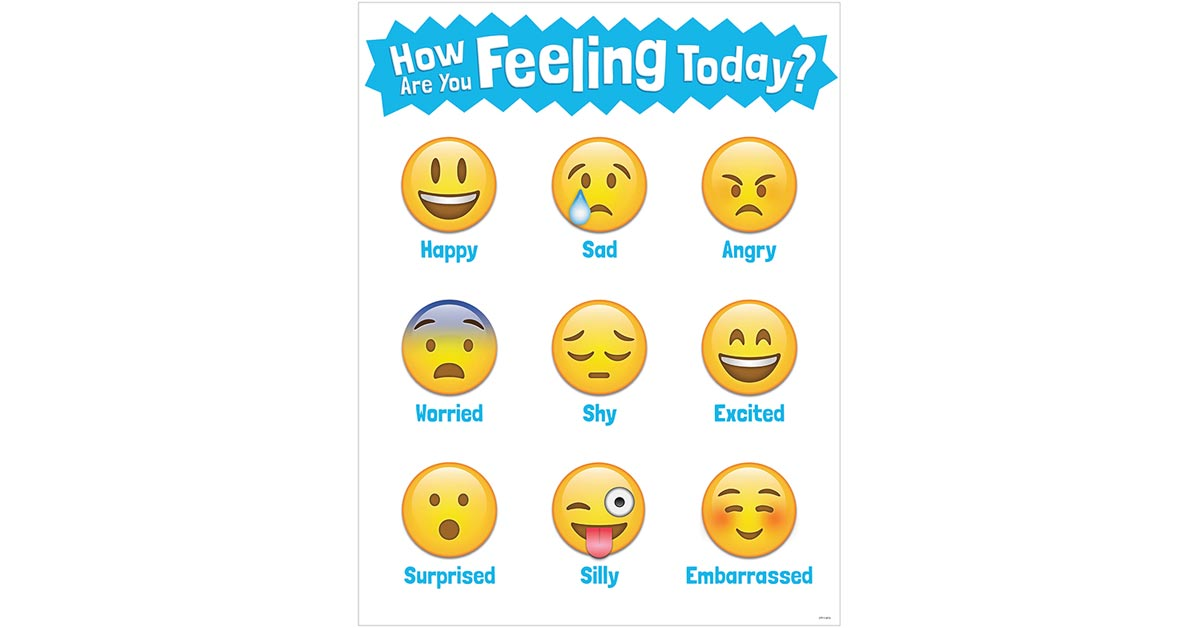 How Are You Feeling Today?
Happy Sad Angry
Worried Shy Excited
Surprised Silly Embarrassed